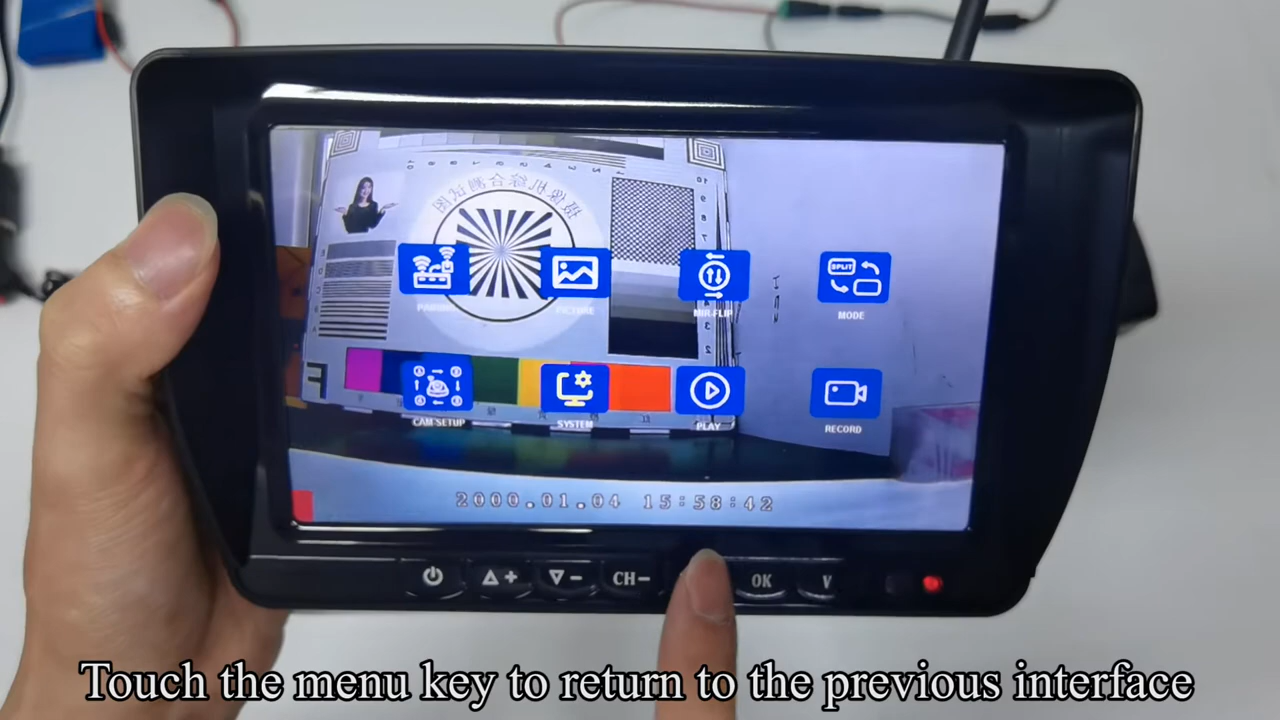 SPLIT
PAIRING
PICTURE
MIR-FLIP
MODE
CAM-SETUP
SYSTEM
PLAY
RECORD
2000.01.04 15:58:42
▲+
▼−
CH−
OK
V
Touch the menu key to return to the previous interface